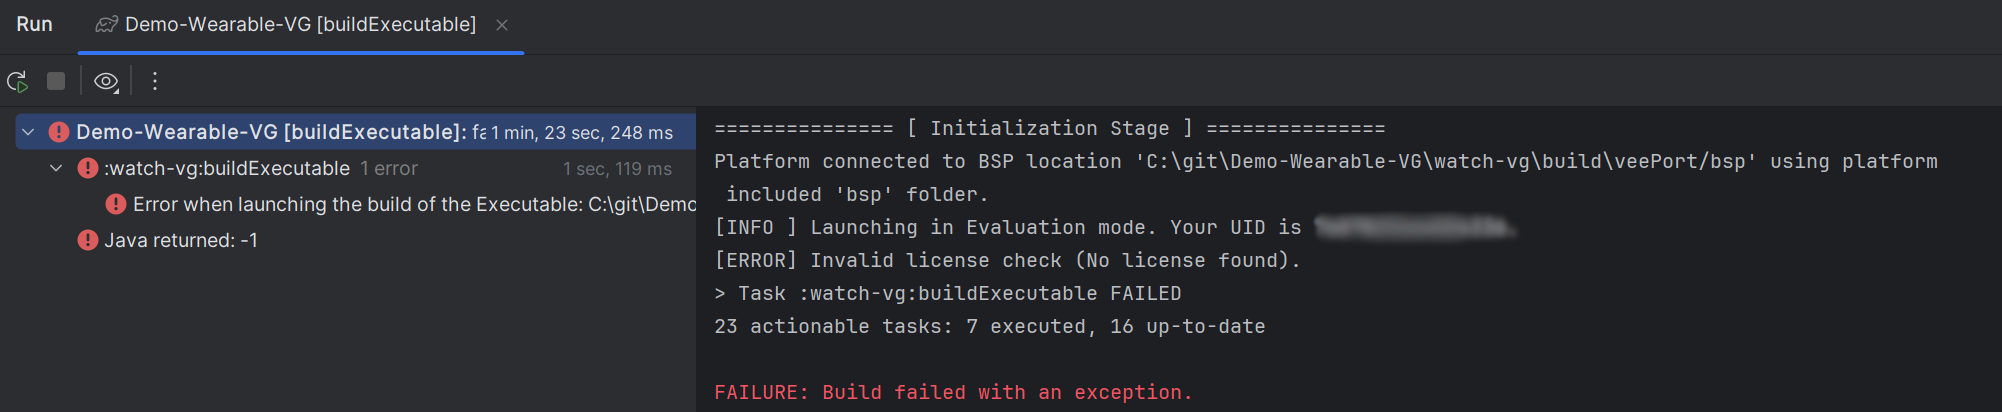 Run
Demo-Wearable-VG [buildExecutable]
Demo-Wearable-VG [buildExecutable]: fa 1 min, 23 sec, 248 ms
:watch-vg:buildExecutable 1 error 1 sec, 119 ms
Error when launching the build of the Executable: C:\git\Demo
Java returned: -1
=============== [ Initialization Stage ] ===============
Platform connected to BSP location 'C:\git\Demo-Wearable-VG\watch-vg\build\veePort/bsp' using platform
included 'bsp' folder.
[INFO ] Launching in Evaluation mode. Your UID is
[ERROR] Invalid license check (No license found).
> Task :watch-vg:buildExecutable FAILED
23 actionable tasks: 7 executed, 16 up-to-date
FAILURE: Build failed with an exception.